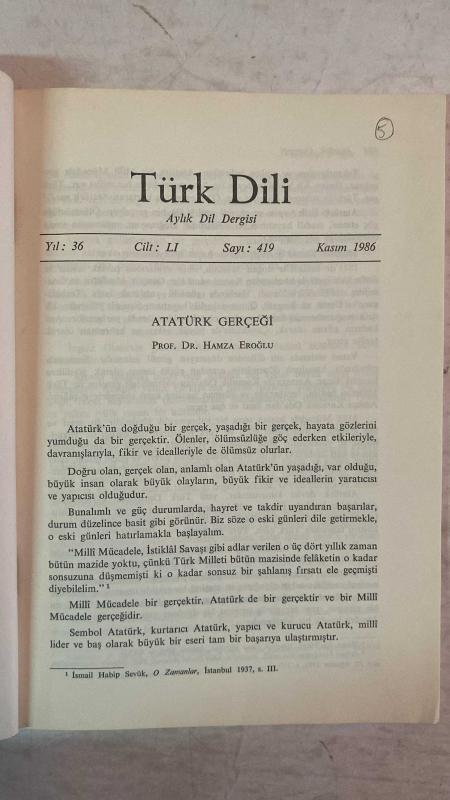 5
Türk Dili
Aylık Dil Dergisi
Yıl : 36 Cilt : LI Sayı : 419 Kasım 1986
ATATÜRK GERÇEĞİ
PROF. DR. HAMZA EROĞLU
Atatürk'ün doğduğu bir gerçek, yaşadığı bir gerçek, hayata gözlerini
yumduğu da bir gerçektir. Ölenler, ölümsüzlüğe göç ederken etkileriyle,
davranışlarıyla, fikir ve idealleriyle de ölümsüz olurlar.
Doğru olan, gerçek olan, anlamlı olan Atatürk'ün yaşadığı, var olduğu,
büyük insan olarak büyük olayların, büyük fikir ve ideallerin yaratıcısı
ve yapıcısı olduğudur.
Bunalımlı ve güç durumlarda, hayret ve takdir uyandıran başarılar,
durum düzelince basit gibi görünür. Biz söze o eski günleri dile getirmekle,
o eski günleri hatırlamakla başlayalım.
“Millî Mücadele, İstiklâl Savaşı gibi adlar verilen o üç dört yıllık zaman
bütün mazide yoktu, çünkü Türk Milleti bütün mazisinde felâketin o kadar
sonsuzuna düşmemişti ki o kadar sonsuz bir şahlanış fırsatı ele geçmişti
diyebilelim.” 1
Millî Mücadele bir gerçektir. Atatürk de bir gerçektir ve bir Millî
Mücadele gerçeğidir.
Sembol Atatürk, kurtarıcı Atatürk, yapıcı ve kurucu Atatürk, millî
lider ve baş olarak büyük bir eseri tam bir başarıya ulaştırmıştır.
1 İsmail Habip Sevük, O Zamanlar, İstanbul 1937, s. III.